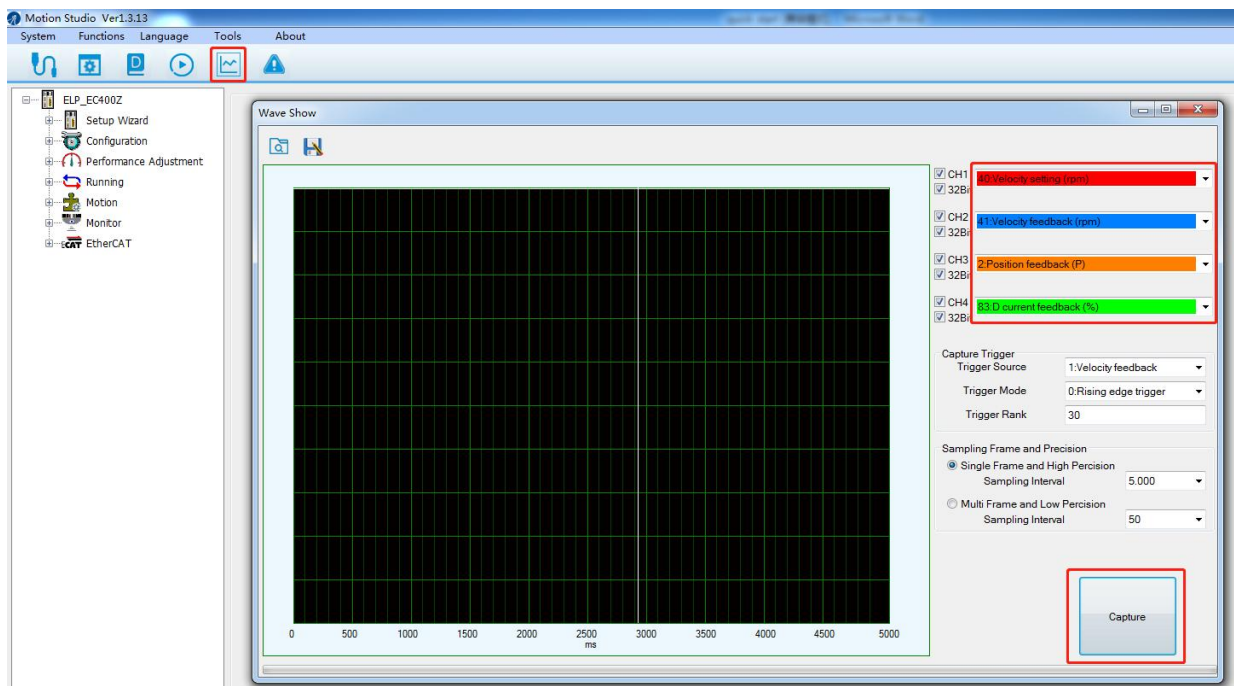 Motion Studio Ver1.3.13
System Functions Language Tools About
ELP_EC400Z
Setup Wizard
Configuration
Performance Adjustment
Running
Motion
Monitor
ECAT EtherCAT
Wave Show
CH1 40:Velocity setting (rpm)
32Bi
CH2 41:Velocity feedback (rpm)
32Bi
CH3 2:Position feedback (P)
32Bi
CH4 83:D current feedback (%)
32Bi
Capture Trigger
Trigger Source 1:Velocity feedback
Trigger Mode 0:Rising edge trigger
Trigger Rank 30
Sampling Frame and Precision
Single Frame and High Percision
Sampling Interval 5.000
Multi Frame and Low Percision
Sampling Interval 50
Capture
0 500 1000 1500 2000 2500 3000 3500 4000 4500 5000
ms